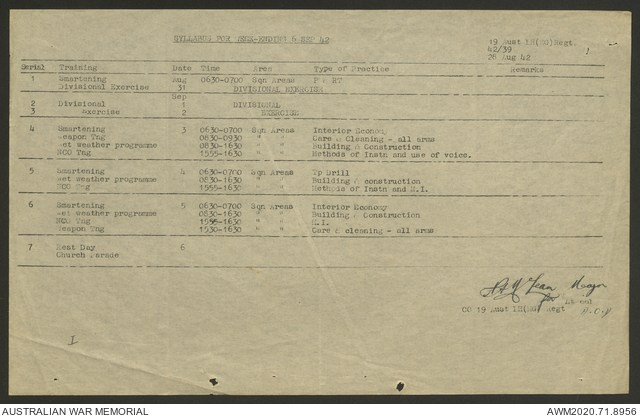 SYLLABUS FOR WEEK-ENDING 6 SEP 42
19 Aust LH(MG) Regt.
42/39 1
28 Aug 42
Serial Training Date Time Area Type of Practice Remarks
1 Smartening Aug 0630-0700 Sqn Areas P & RT
Divisional Exercise 31 DIVISIONAL EXERCISE
Sep
2 Divisional 1 DIVISIONAL
3 Exercise 2 EXERCISE
4 Smartening 3 0630-0700 Sqn Areas Interior Economy
Weapon Tng 0830-0930 " " Care & Cleaning - all arms
Wet weather programme 0830-1630 " " Building & Construction
NCO Tng 1555-1630 " " Methods of Instn and use of voice.
5 Smartening 4 0630-0700 Sqn Areas Tp Drill
Wet weather programme 0830-1630 " " Building & construction
NCO Tng 1555-1630 " " Methods of Instn and M.I.
6 Smartening 5 0630-0700 Sqn Areas Interior Economy
Wet weather programme 0830-1630 " " Building & Construction
NCO Tng 1555-1630 " " M.I.
Weapon Tng 1530-1630 " " Care & cleaning - all arms
7 Rest Day 6
Church Parade
Major
for Lt-Col
CO 19 Aust LH(MG) Regt
I
AUSTRALIAN WAR MEMORIAL
AWM2020.71.8956